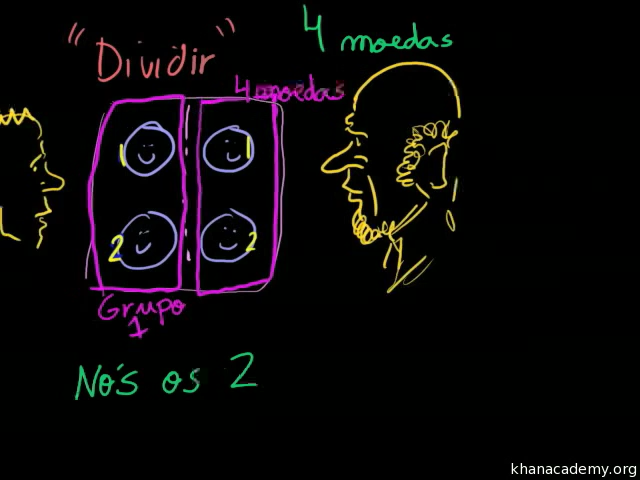 "Dividir"
4 moedas
4 moedas
1 1
2 2
Grupo
1
Nós os 2
khanacademy.org